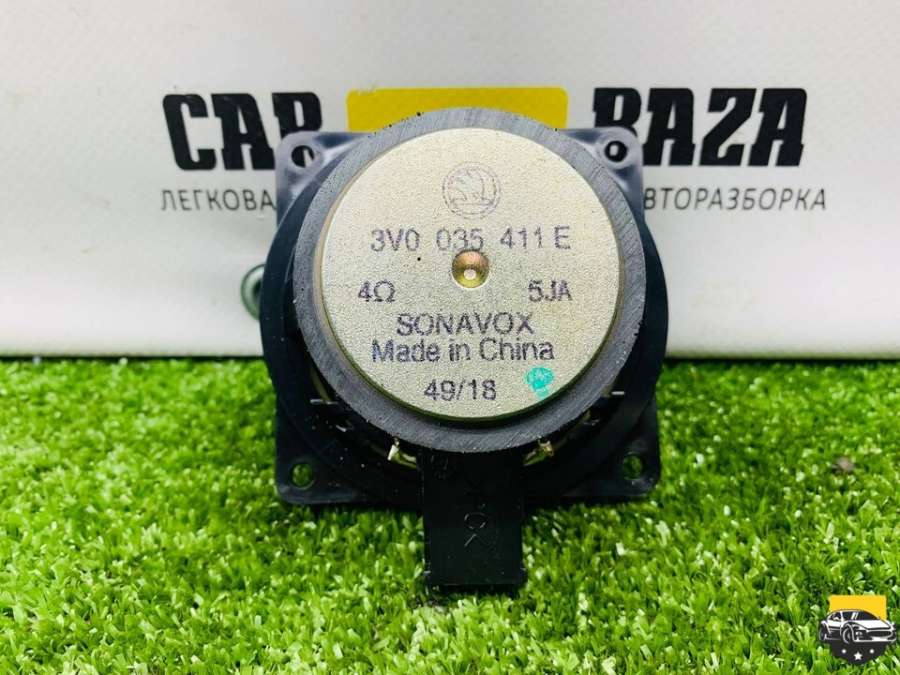 CAR BAZA
ЛЕГКОВА ВТОРАЗБОРКА
3V0 035 411 E
4Ω 5JA
SONAVOX
Made in China
49/18